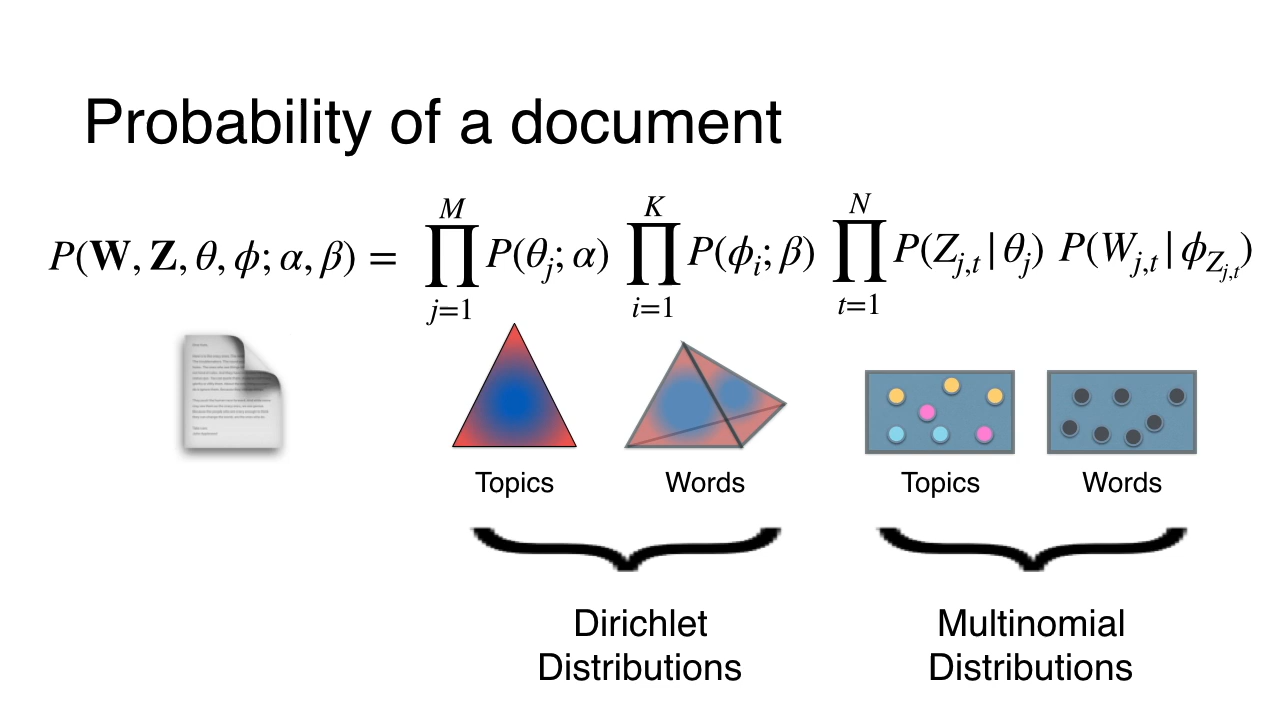 Probability of a document
P(W, Z, θ, ϕ; α, β) = ∏_{j=1}^{M} P(θ_j; α) ∏_{i=1}^{K} P(ϕ_i; β) ∏_{t=1}^{N} P(Z_{j,t} | θ_j) P(W_{j,t} | ϕ_{Z_{j,t}})
Topics Words Topics Words
Dirichlet
Distributions
Multinomial
Distributions